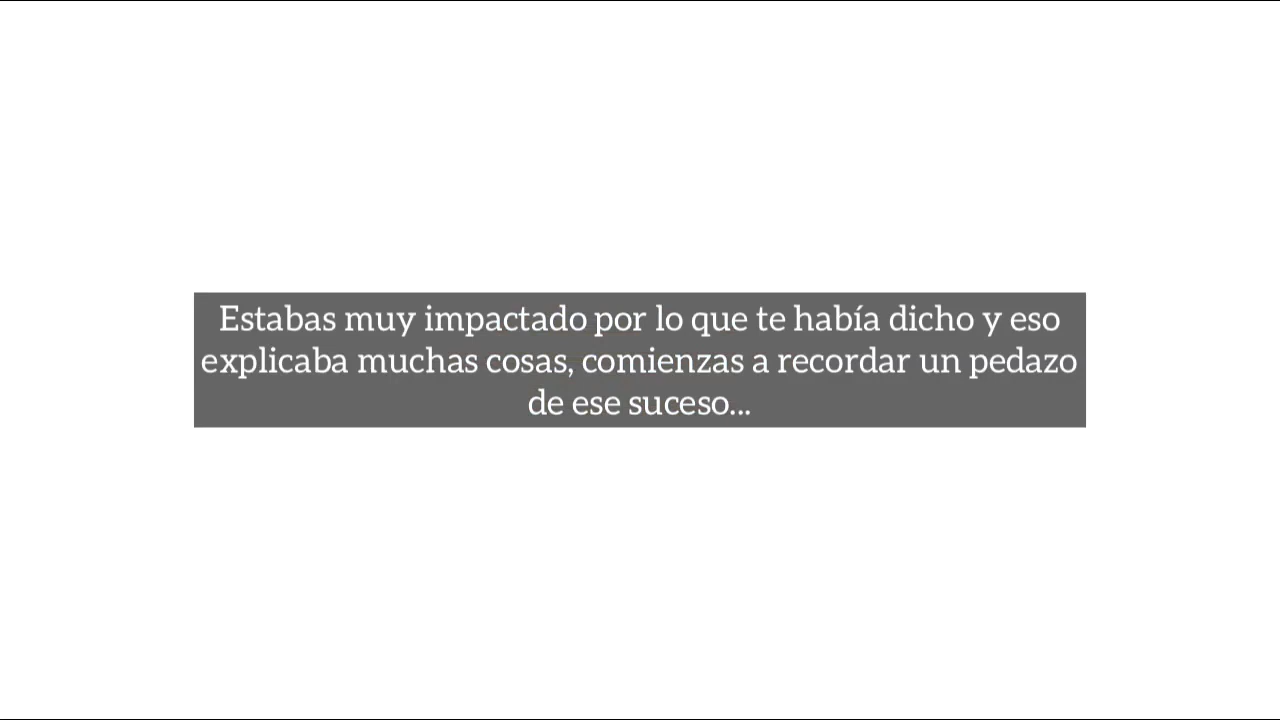 Estabas muy impactado por lo que te había dicho y eso
explicaba muchas cosas, comienzas a recordar un pedazo
de ese suceso...